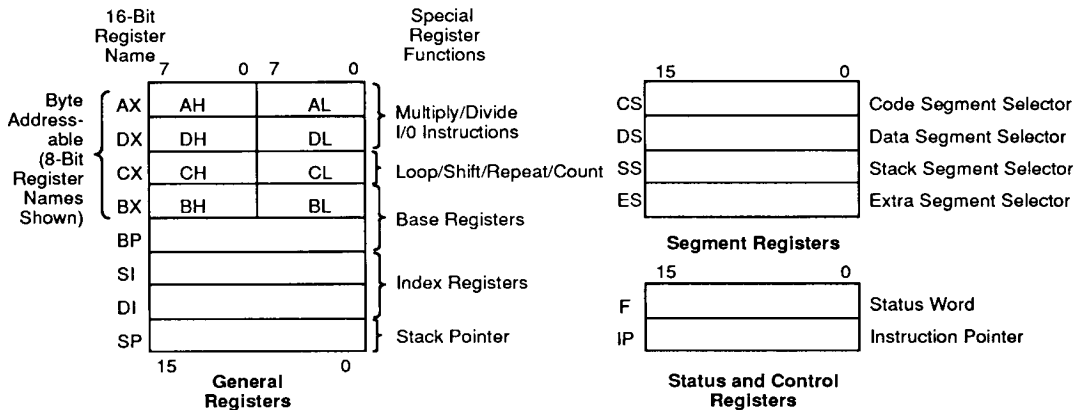 16-Bit
Register
Name
Special
Register
Functions
7 0 7 0
Byte
Address-
able
(8-Bit
Register
Names
Shown)
AX AH AL
DX DH DL
CX CH CL
BX BH BL
BP
SI
DI
SP
15 0
Multiply/Divide
I/0 Instructions
Loop/Shift/Repeat/Count
Base Registers
Index Registers
Stack Pointer
General
Registers
15 0
CS Code Segment Selector
DS Data Segment Selector
SS Stack Segment Selector
ES Extra Segment Selector
Segment Registers
15 0
F Status Word
IP Instruction Pointer
Status and Control
Registers